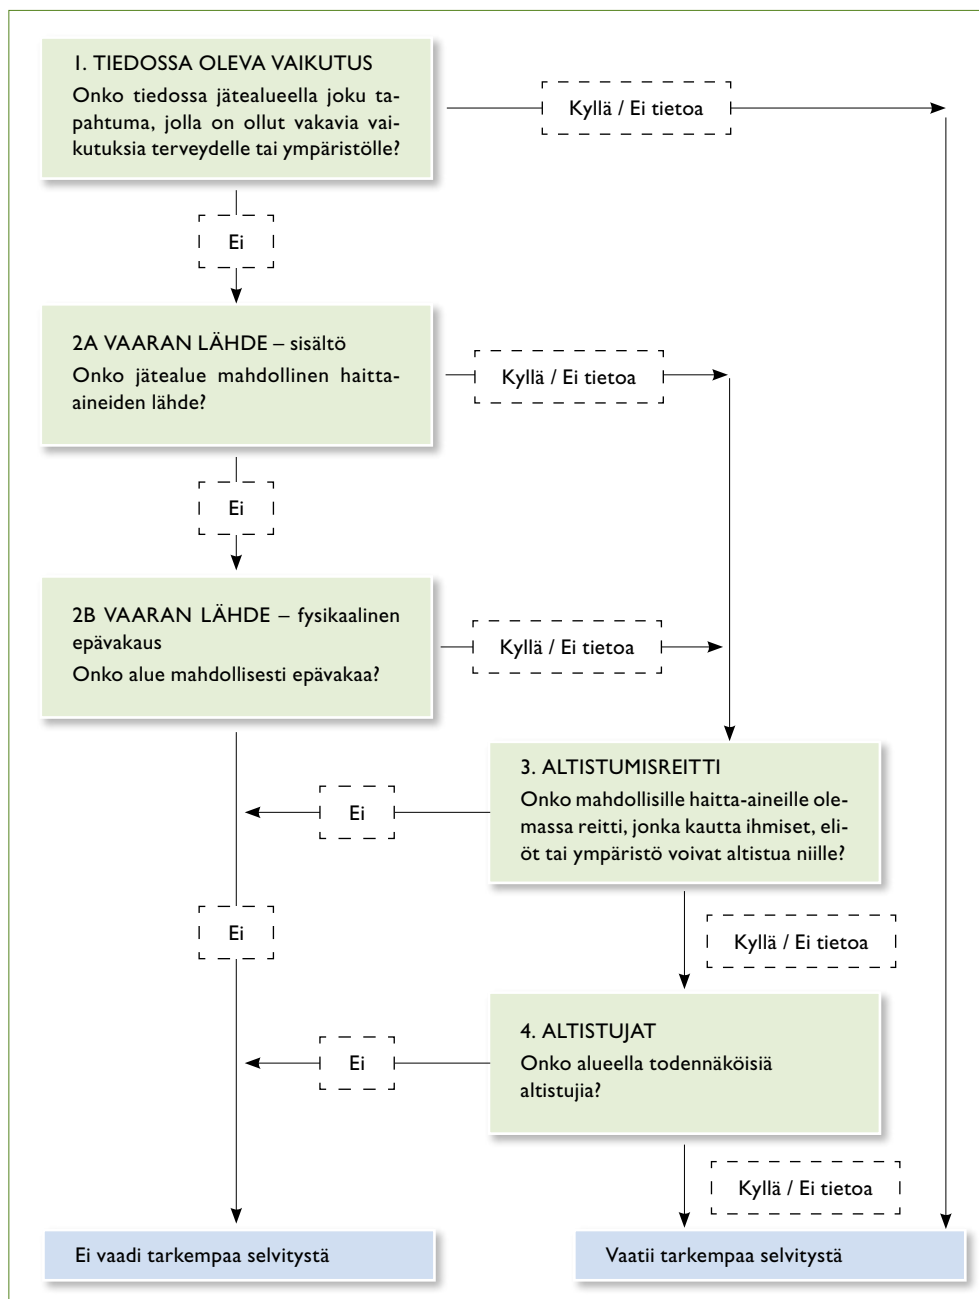 1. TIEDOSSA OLEVA VAIKUTUS
Onko tiedossa jätealueella joku ta-
pahtuma, jolla on ollut vakavia vai-
kutuksia terveydelle tai ympäristölle?
Kyllä / Ei tietoa
Ei
2A VAARAN LÄHDE – sisältö
Onko jätealue mahdollinen haitta-
aineiden lähde?
Kyllä / Ei tietoa
Ei
2B VAARAN LÄHDE – fysikaalinen
epävakaus
Onko alue mahdollisesti epävakaa?
Kyllä / Ei tietoa
3. ALTISTUMISREITTI
Onko mahdollisille haitta-aineille ole-
massa reitti, jonka kautta ihmiset, eli-
öt tai ympäristö voivat altistua niille?
Ei
Ei
Kyllä / Ei tietoa
4. ALTISTUJAT
Onko alueella todennäköisiä
altistujia?
Ei
Kyllä / Ei tietoa
Ei vaadi tarkempaa selvitystä
Vaatii tarkempaa selvitystä